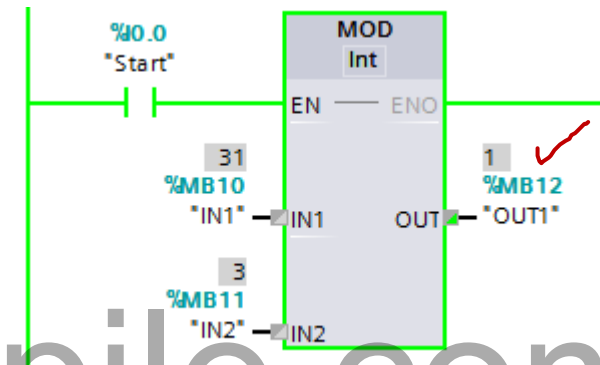 %I0.0
"Start"
MOD
Int
EN
ENO
31
%MB10
"IN1"
IN1
1
%MB12
"OUT1"
OUT
3
%MB11
"IN2"
IN2